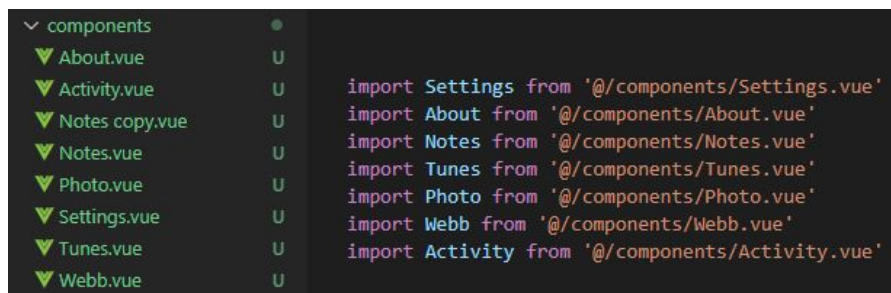 components
About.vue U
Activity.vue U
Notes copy.vue U
Notes.vue U
Photo.vue U
Settings.vue U
Tunes.vue U
Webb.vue U
import Settings from '@/components/Settings.vue'
import About from '@/components/About.vue'
import Notes from '@/components/Notes.vue'
import Tunes from '@/components/Tunes.vue'
import Photo from '@/components/Photo.vue'
import Webb from '@/components/Webb.vue'
import Activity from '@/components/Activity.vue'